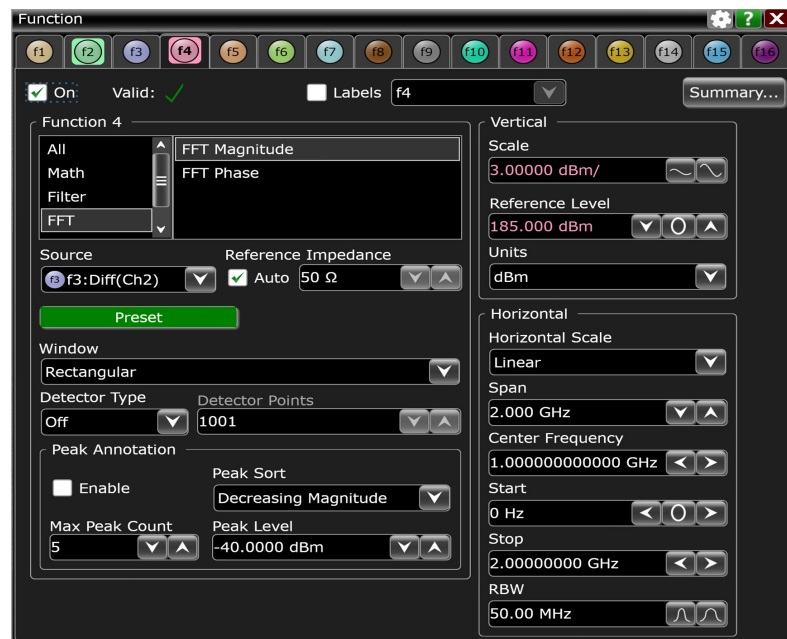 Function
?
X
f1 f2 f3 f4 f5 f6 f7 f8 f9 f10 f11 f12 f13 f14 f15 f16
On Valid: Labels f4 Summary...
Function 4
All
Math
Filter
FFT
FFT Magnitude
FFT Phase
Source Reference Impedance
f3 f3:Diff(Ch2) Auto 50 Ω
Preset
Window
Rectangular
Detector Type Detector Points
Off 1001
Peak Annotation
Enable
Peak Sort
Decreasing Magnitude
Max Peak Count Peak Level
5 -40.0000 dBm
Vertical
Scale
3.00000 dBm/
Reference Level
185.000 dBm
Units
dBm
Horizontal
Horizontal Scale
Linear
Span
2.000 GHz
Center Frequency
1.000000000000 GHz
Start
0 Hz
Stop
2.00000000 GHz
RBW
50.00 MHz